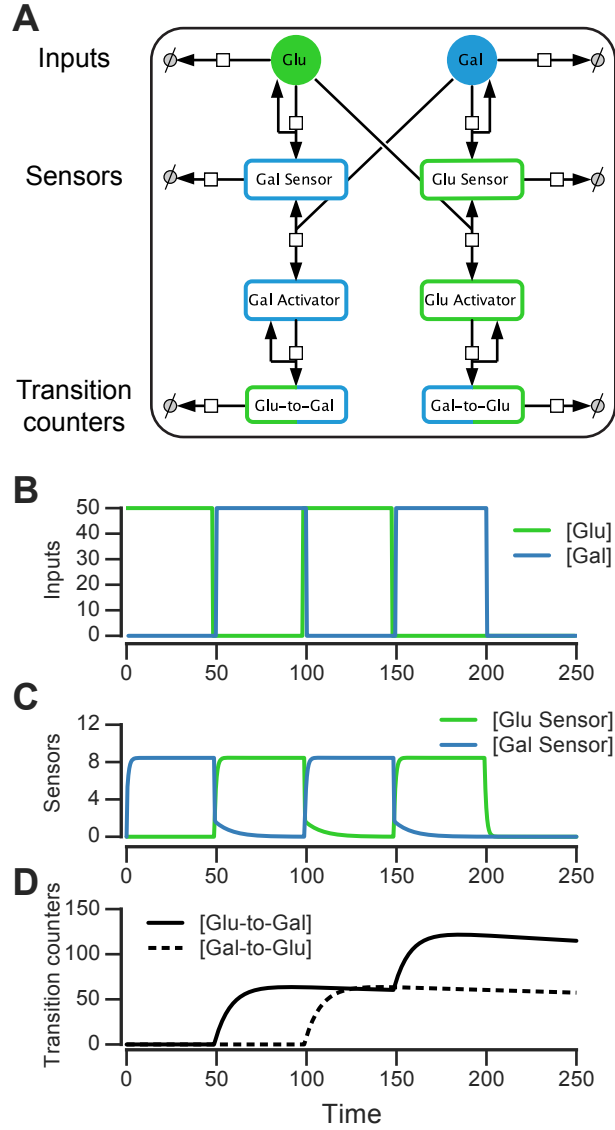 A
Inputs
Glu
Gal
Sensors
Gal Sensor
Glu Sensor
Gal Activator
Glu Activator
Transition
counters
Glu-to-Gal
Gal-to-Glu
B
Inputs
50
40
30
20
10
0
[Glu]
[Gal]
0
50
100
150
200
250
C
Sensors
12
8
4
0
[Glu Sensor]
[Gal Sensor]
0
50
100
150
200
250
D
Transition counters
150
100
50
0
[Glu-to-Gal]
[Gal-to-Glu]
0
50
100
150
200
250
Time